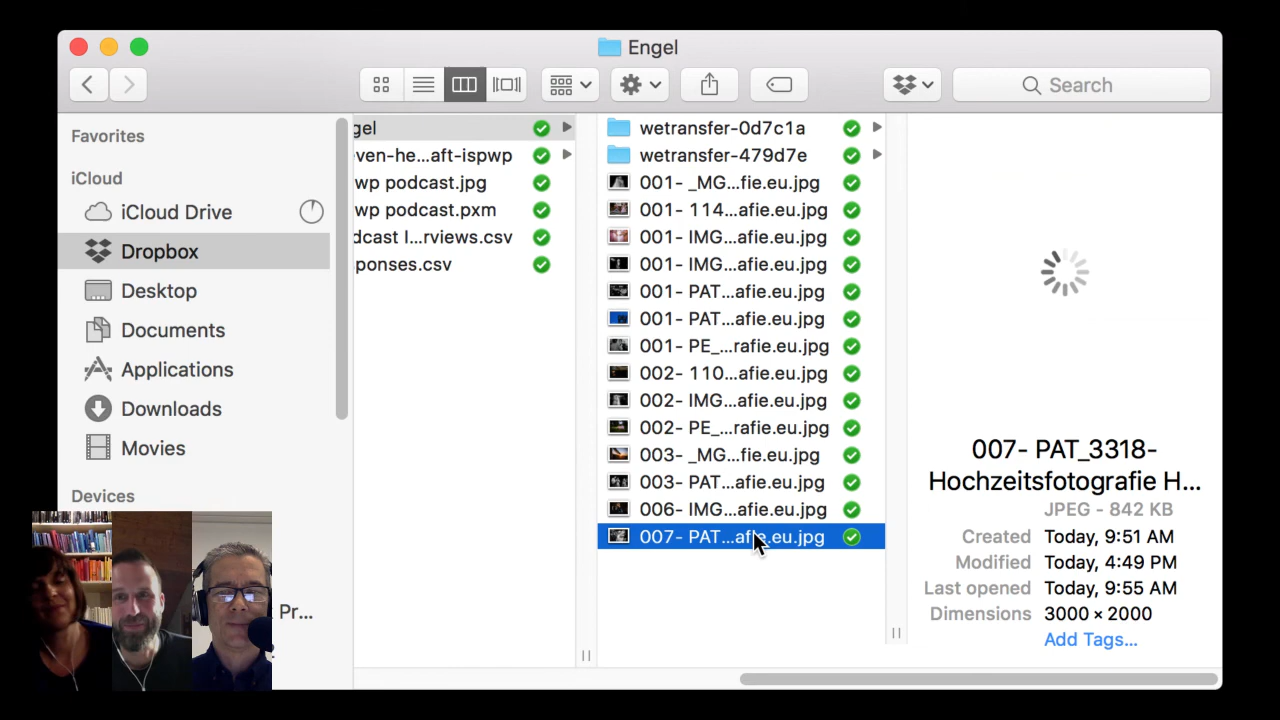 Engel
Search
Favorites
iCloud
iCloud Drive
Dropbox
Desktop
Documents
Applications
Downloads
Movies
Devices
Pr...
gel
ven-he...aft-ispwp
wp podcast.jpg
wp podcast.pxm
dcast I...rviews.csv
ponses.csv
wetransfer-0d7c1a
wetransfer-479d7e
001- _MG...fie.eu.jpg
001- 114...afie.eu.jpg
001- IMG...afie.eu.jpg
001- IMG...afie.eu.jpg
001- PAT...afie.eu.jpg
001- PAT...afie.eu.jpg
001- PE_...rafie.eu.jpg
002- 110...afie.eu.jpg
002- IMG...afie.eu.jpg
002- PE_...rafie.eu.jpg
003- _MG...fie.eu.jpg
003- PAT...afie.eu.jpg
006- IMG...afie.eu.jpg
007- PAT...afie.eu.jpg
007- PAT_3318-
Hochzeitsfotografie H...
JPEG - 842 KB
Created Today, 9:51 AM
Modified Today, 4:49 PM
Last opened Today, 9:55 AM
Dimensions 3000 × 2000
Add Tags...